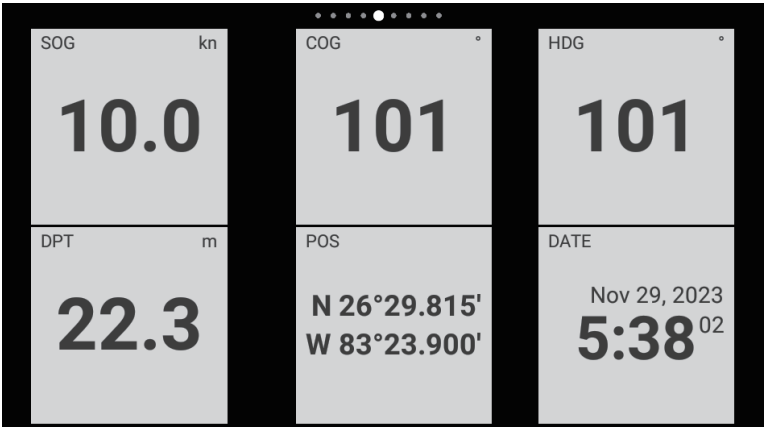 SOG kn
10.0
COG °
101
HDG °
101
DPT m
22.3
POS
N 26°29.815'
W 83°23.900'
DATE
Nov 29, 2023
5:38 02